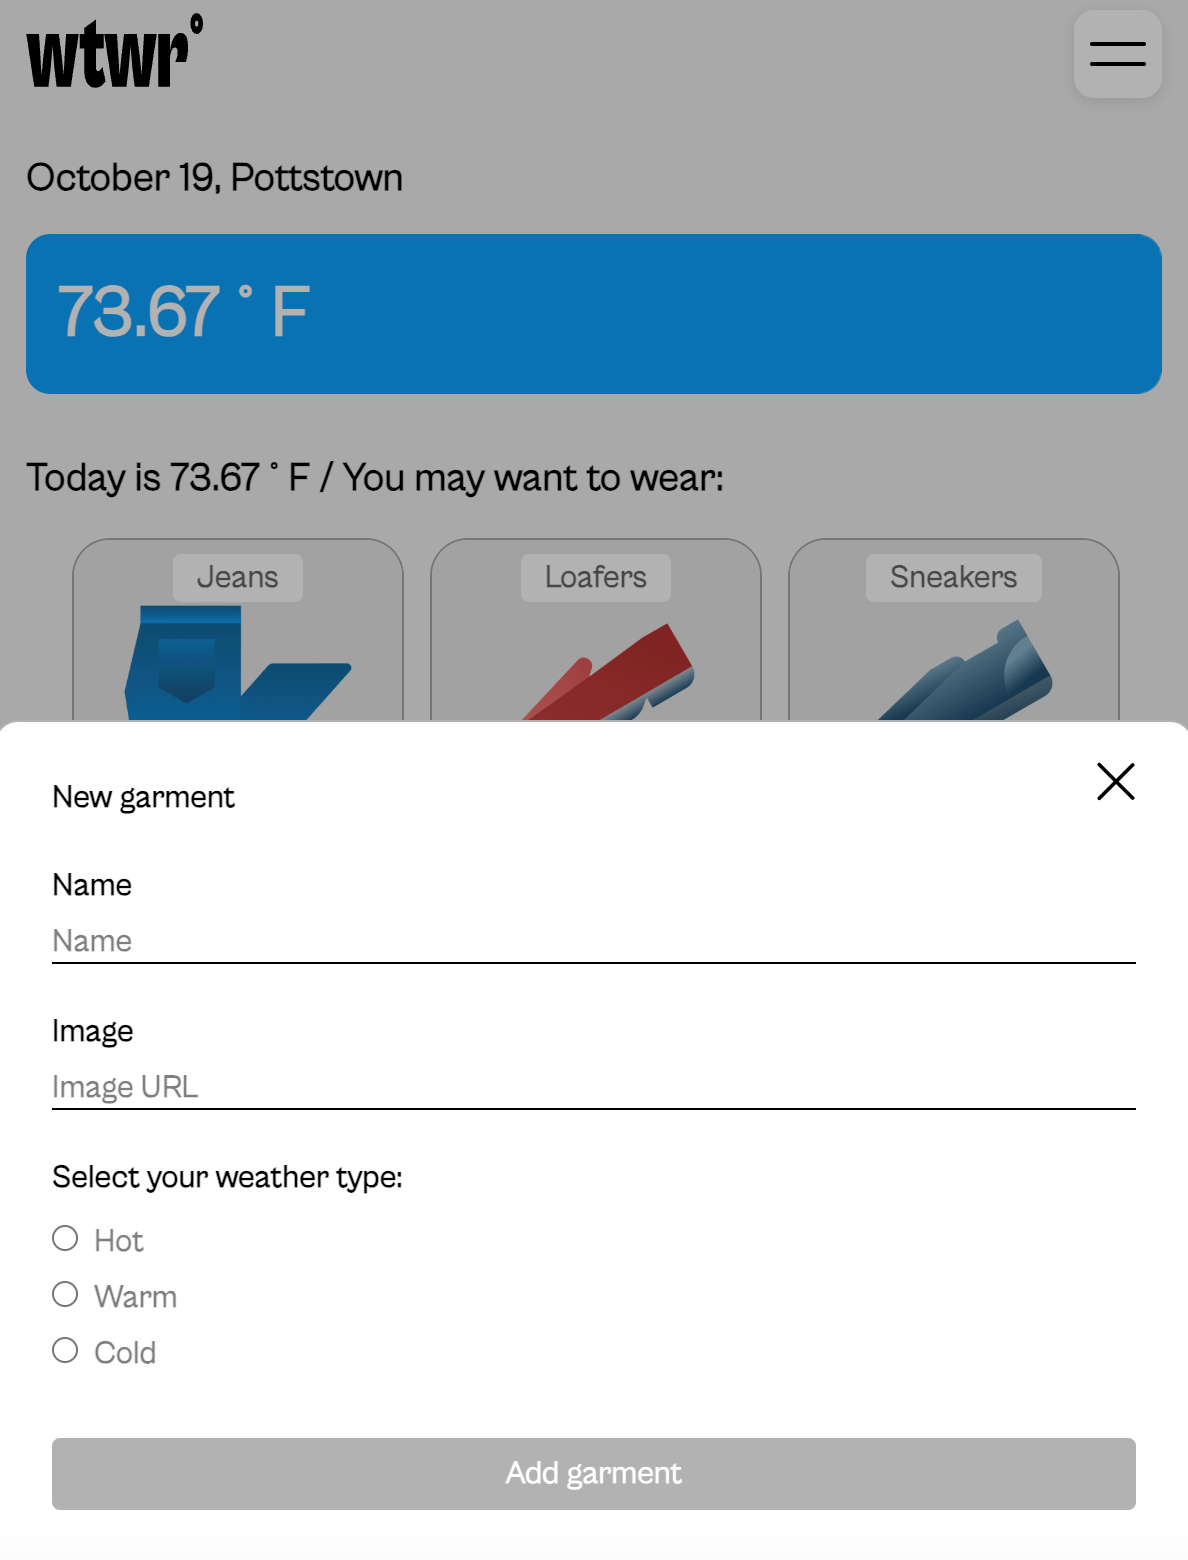 wtwr°
October 19, Pottstown
73.67 ° F
Today is 73.67 ° F / You may want to wear:
Jeans
Loafers
Sneakers
New garment
Name
Name
Image
Image URL
Select your weather type:
Hot
Warm
Cold
Add garment